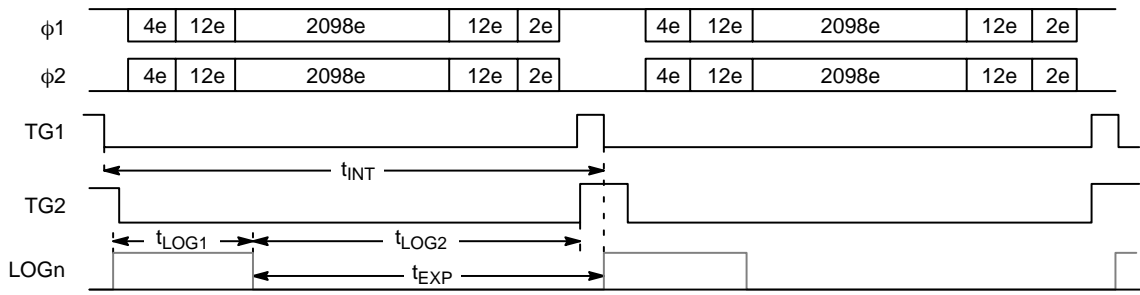 ϕ1 4e 12e 2098e 12e 2e 4e 12e 2098e 12e 2e
ϕ2 4e 12e 2098e 12e 2e 4e 12e 2098e 12e 2e
TG1
tINT
TG2
tLOG1 tLOG2
LOGn
tEXP